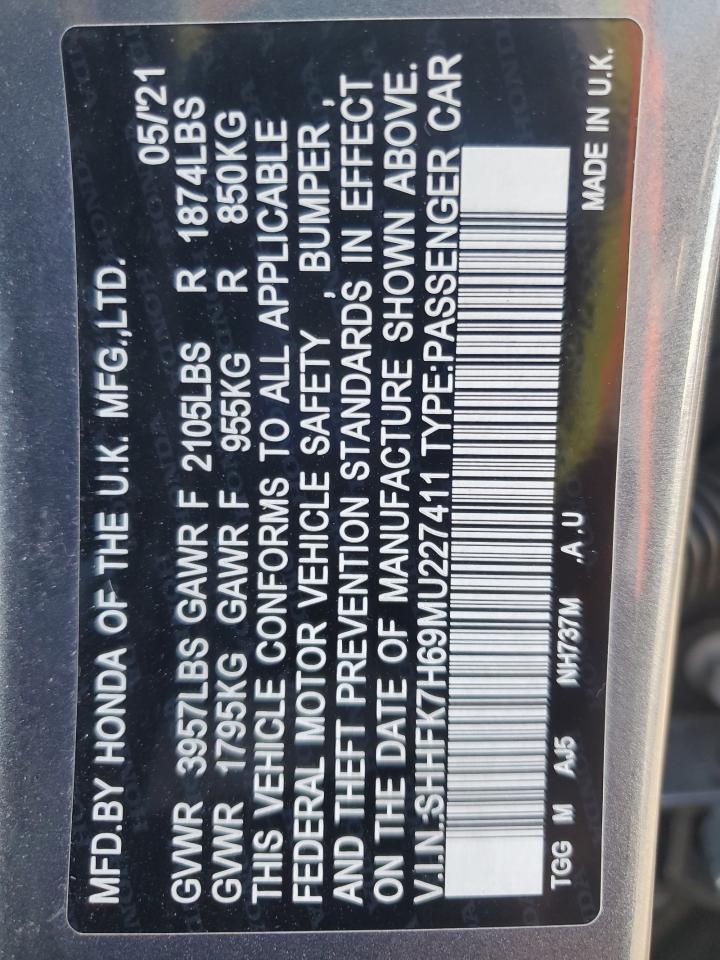 MFD.BY HONDA OF THE U.K. MFG.,LTD. 05/'21
GVWR 3957LBS GAWR F 2105LBS R 1874LBS
GVWR 1795KG GAWR F 955KG R 850KG
THIS VEHICLE CONFORMS TO ALL APPLICABLE
FEDERAL MOTOR VEHICLE SAFETY , BUMPER ,
AND THEFT PREVENTION STANDARDS IN EFFECT
ON THE DATE OF MANUFACTURE SHOWN ABOVE.
V.I.N.:SHHFK7H69MU227411 TYPE:PASSENGER CAR
TGG M AJ5 NH737M .A .U MADE IN U.K.